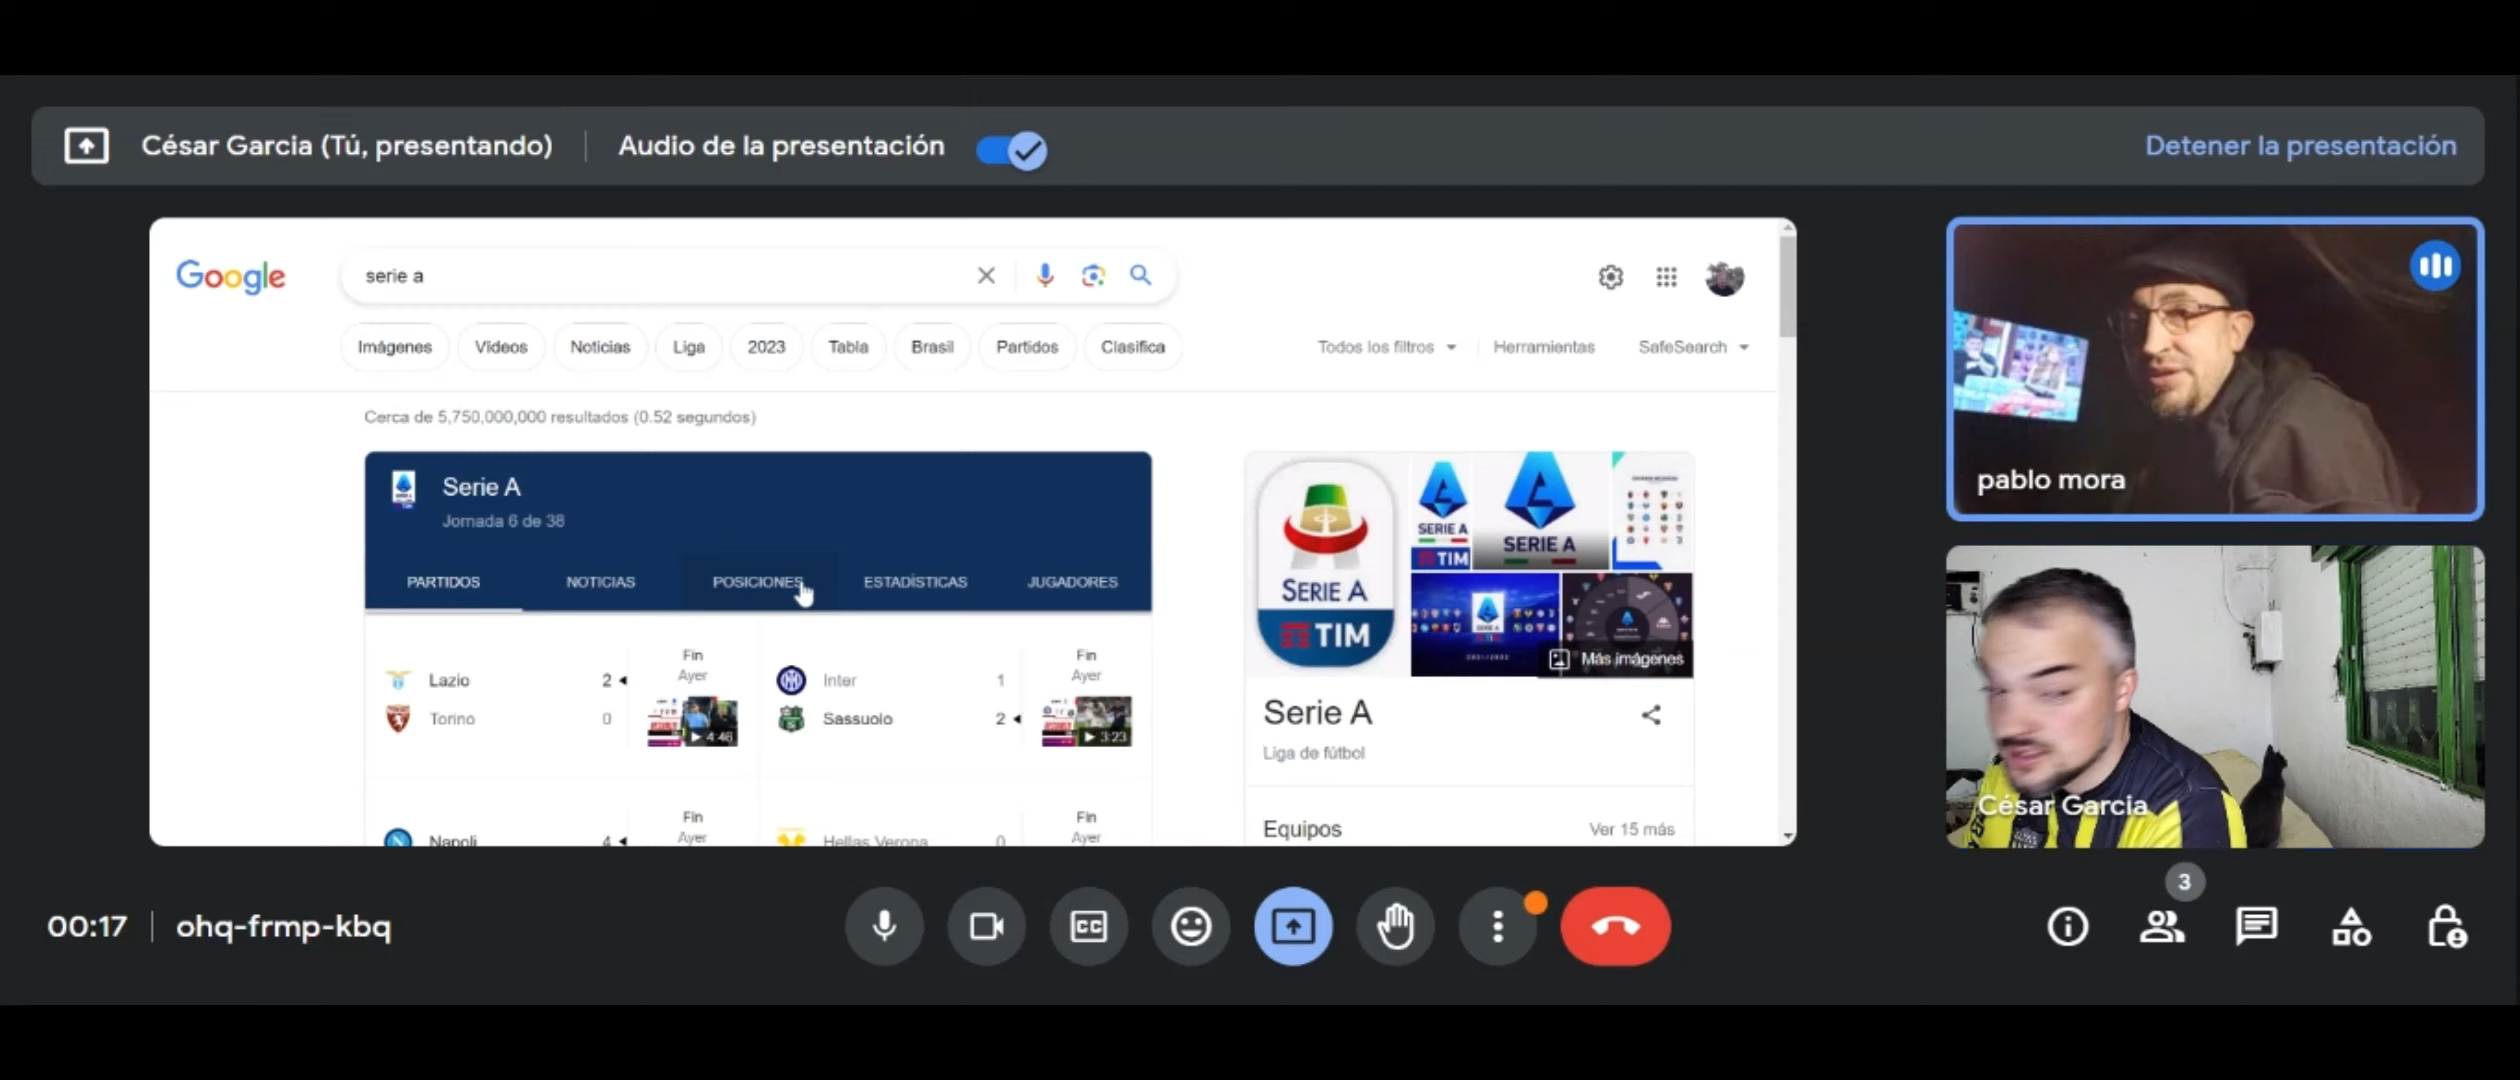 César Garcia (Tú, presentando)
Audio de la presentación
Detener la presentación
Google
serie a
Imágenes
Videos
Noticias
Liga
2023
Tabla
Brasil
Partidos
Clasifica
Todos los filtros
Herramientas
SafeSearch
Cerca de 5,750,000,000 resultados (0.52 segundos)
Serie A
Jornada 6 de 38
PARTIDOS
NOTICIAS
POSICIONES
ESTADÍSTICAS
JUGADORES
Lazio 2
Torino 0
Fin
Ayer
4:46
Inter 1
Sassuolo 2
Fin
Ayer
3:23
Napoli 4
Fin
Ayer
Hellas Verona 0
Fin
Ayer
SERIE A
TIM
SERIE A
TIM
SERIE A
Más imágenes
Serie A
Liga de fútbol
Equipos
Ver 15 más
pablo mora
César Garcia
00:17
ohq-frmp-kbq
CC
3